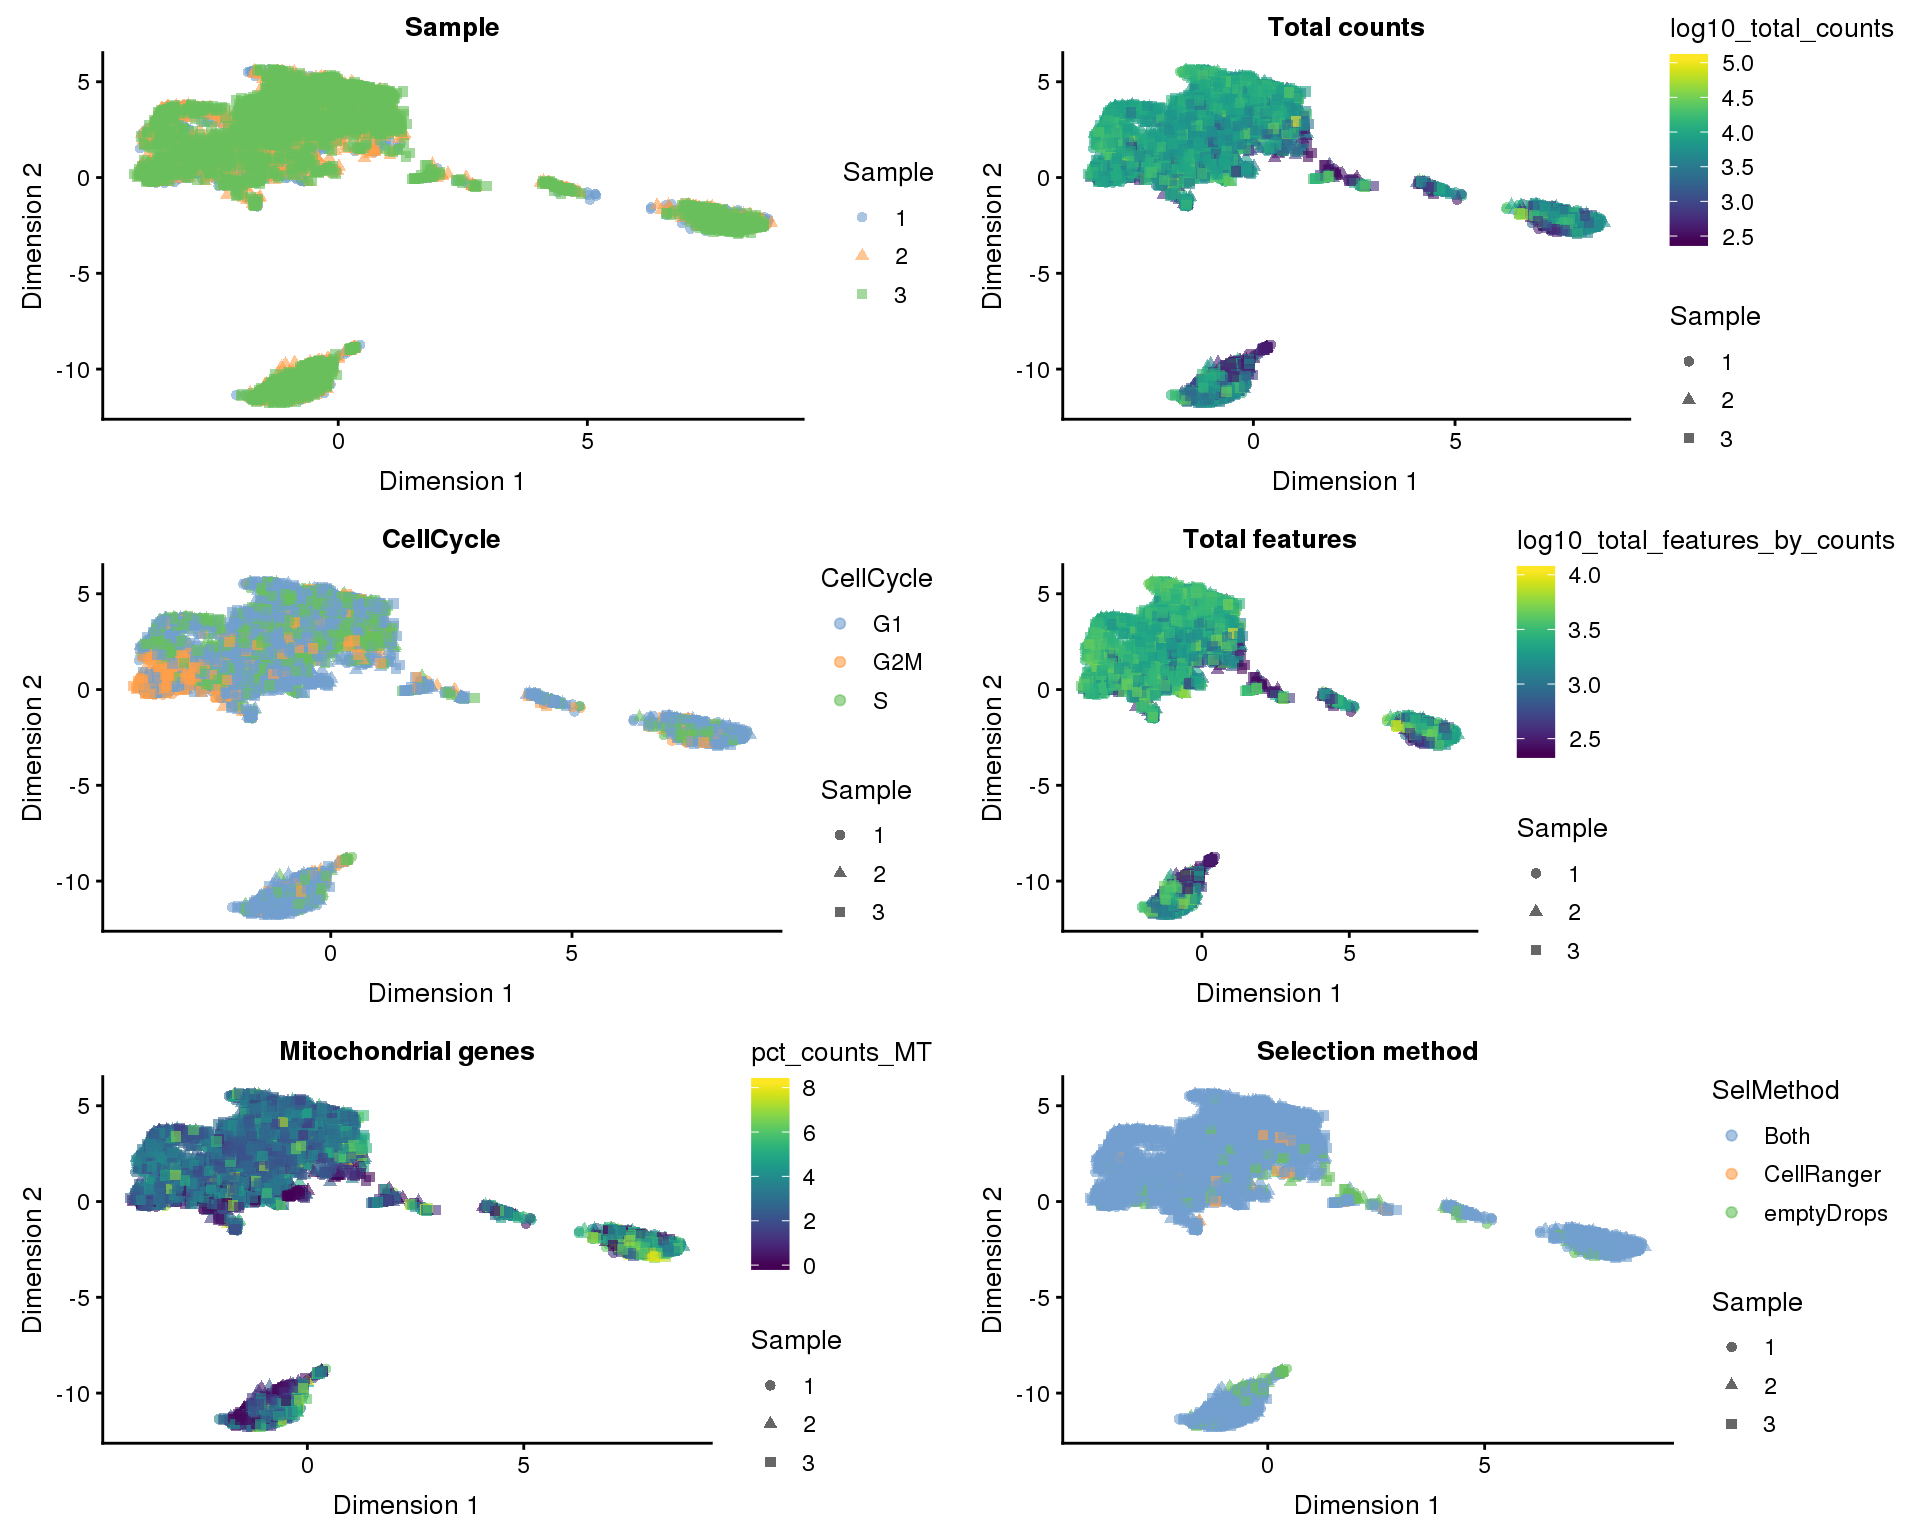 Sample
5
0
-5
-10
0
5
Dimension 1
Dimension 2
Sample
1
2
3
Total counts
5
0
-5
-10
0
5
Dimension 1
Dimension 2
log10_total_counts
5.0
4.5
4.0
3.5
3.0
2.5
Sample
1
2
3
CellCycle
5
0
-5
-10
0
5
Dimension 1
Dimension 2
CellCycle
G1
G2M
S
Sample
1
2
3
Total features
5
0
-5
-10
0
5
Dimension 1
Dimension 2
log10_total_features_by_counts
4.0
3.5
3.0
2.5
Sample
1
2
3
Mitochondrial genes
5
0
-5
-10
0
5
Dimension 1
Dimension 2
pct_counts_MT
8
6
4
2
0
Sample
1
2
3
Selection method
5
0
-5
-10
0
5
Dimension 1
Dimension 2
SelMethod
Both
CellRanger
emptyDrops
Sample
1
2
3